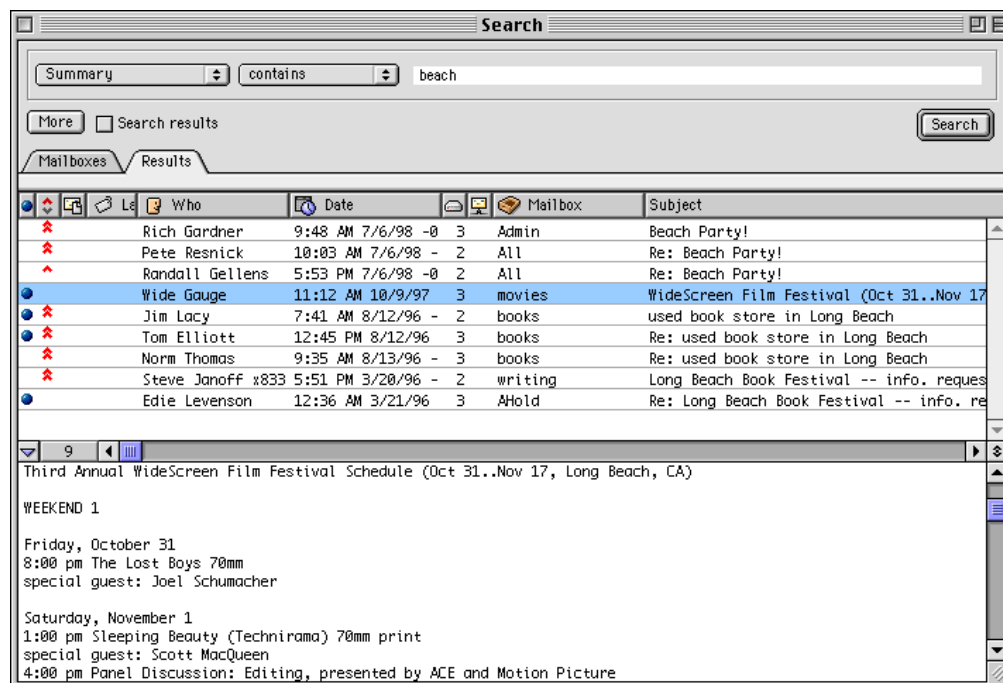 Search
Summary contains beach
More Search results Search
Mailboxes Results
La Who Date Mailbox Subject
Rich Gardner 9:48 AM 7/6/98 -0 3 Admin Beach Party!
Pete Resnick 10:03 AM 7/6/98 - 2 All Re: Beach Party!
Randall Gellens 5:53 PM 7/6/98 -0 2 All Re: Beach Party!
Wide Gauge 11:12 AM 10/9/97 3 movies WideScreen Film Festival (Oct 31..Nov 17
Jim Lacy 7:41 AM 8/12/96 - 2 books used book store in Long Beach
Tom Elliott 12:45 PM 8/12/96 3 books Re: used book store in Long Beach
Norm Thomas 9:35 AM 8/13/96 - 3 books Re: used book store in Long Beach
Steve Janoff x833 5:51 PM 3/20/96 - 2 writing Long Beach Book Festival -- info. reques
Edie Levenson 12:36 AM 3/21/96 3 AHold Re: Long Beach Book Festival -- info. re
9
Third Annual WideScreen Film Festival Schedule (Oct 31..Nov 17, Long Beach, CA)
WEEKEND 1
Friday, October 31
8:00 pm The Lost Boys 70mm
special guest: Joel Schumacher
Saturday, November 1
1:00 pm Sleeping Beauty (Technirama) 70mm print
special guest: Scott MacQueen
4:00 pm Panel Discussion: Editing, presented by ACE and Motion Picture